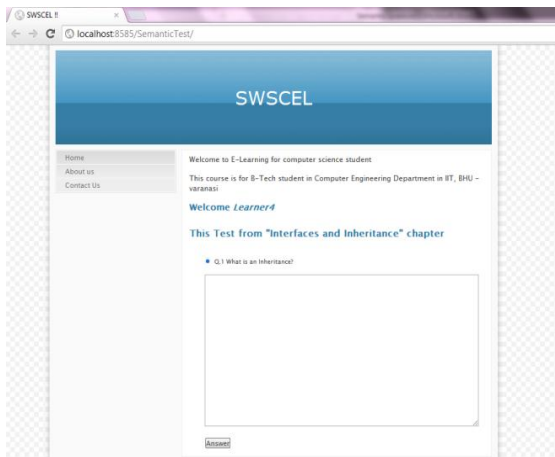 SWSCEL !!
localhost:8585/SemanticTest/
SWSCEL
Home
About us
Contact Us
Welcome to E-Learning for computer science student
This course is for B-Tech student in Computer Engineering Department in IIT, BHU -
varanasi
Welcome Learner4
This Test from "Interfaces and Inheritance" chapter
Q.1 What is an Inheritance?
Answer